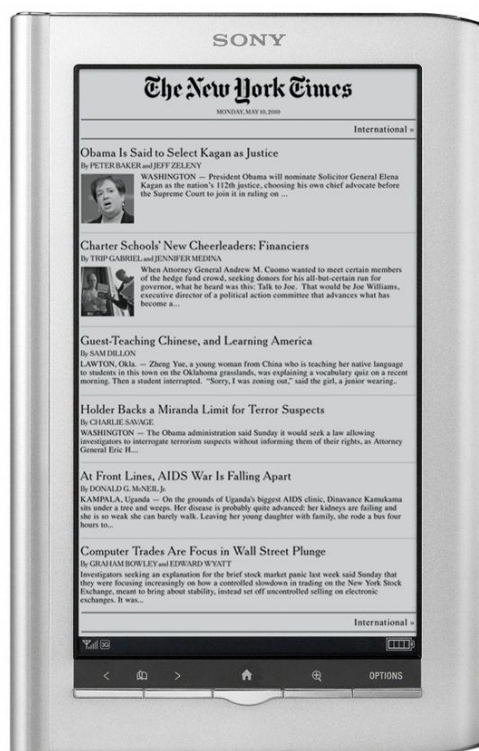 SONY
The New York Times
MONDAY, MAY 10, 2010
International »
Obama Is Said to Select Kagan as Justice
By PETER BAKER and JEFF ZELENY
WASHINGTON — President Obama will nominate Solicitor General Elena
Kagan as the nation's 112th justice, choosing his own chief advocate before
the Supreme Court to join it in ruling on ...
Charter Schools' New Cheerleaders: Financiers
By TRIP GABRIEL and JENNIFER MEDINA
When Attorney General Andrew M. Cuomo wanted to meet certain members
of the hedge fund crowd, seeking donors for his all-but-certain run for
governor, what he heard was this: Talk to Joe. That would be Joe Williams,
executive director of a political action committee that advances what has
become a...
Guest-Teaching Chinese, and Learning America
By SAM DILLON
LAWTON, Okla. — Zheng Yue, a young woman from China who is teaching her native language
to students in this town on the Oklahoma grasslands, was explaining a vocabulary quiz on a recent
morning. Then a student interrupted. "Sorry, I was zoning out," said the girl, a junior wearing..
Holder Backs a Miranda Limit for Terror Suspects
By CHARLIE SAVAGE
WASHINGTON — The Obama administration said Sunday it would seek a law allowing
investigators to interrogate terrorism suspects without informing them of their rights, as Attorney
General Eric H...
At Front Lines, AIDS War Is Falling Apart
By DONALD G. McNEIL Jr.
KAMPALA, Uganda — On the grounds of Uganda's biggest AIDS clinic, Dinavance Kamukama
sits under a tree and weeps. Her disease is probably quite advanced: her kidneys are failing and
she is so weak she can barely walk. Leaving her young daughter with family, she rode a bus four
hours to...
Computer Trades Are Focus in Wall Street Plunge
By GRAHAM BOWLEY and EDWARD WYATT
Investigators seeking an explanation for the brief stock market panic last week said Sunday that
they were focusing increasingly on how a controlled slowdown in trading on the New York Stock
Exchange, meant to bring about stability, instead set off uncontrolled selling on electronic
exchanges. It was...
International »
3G
OPTIONS